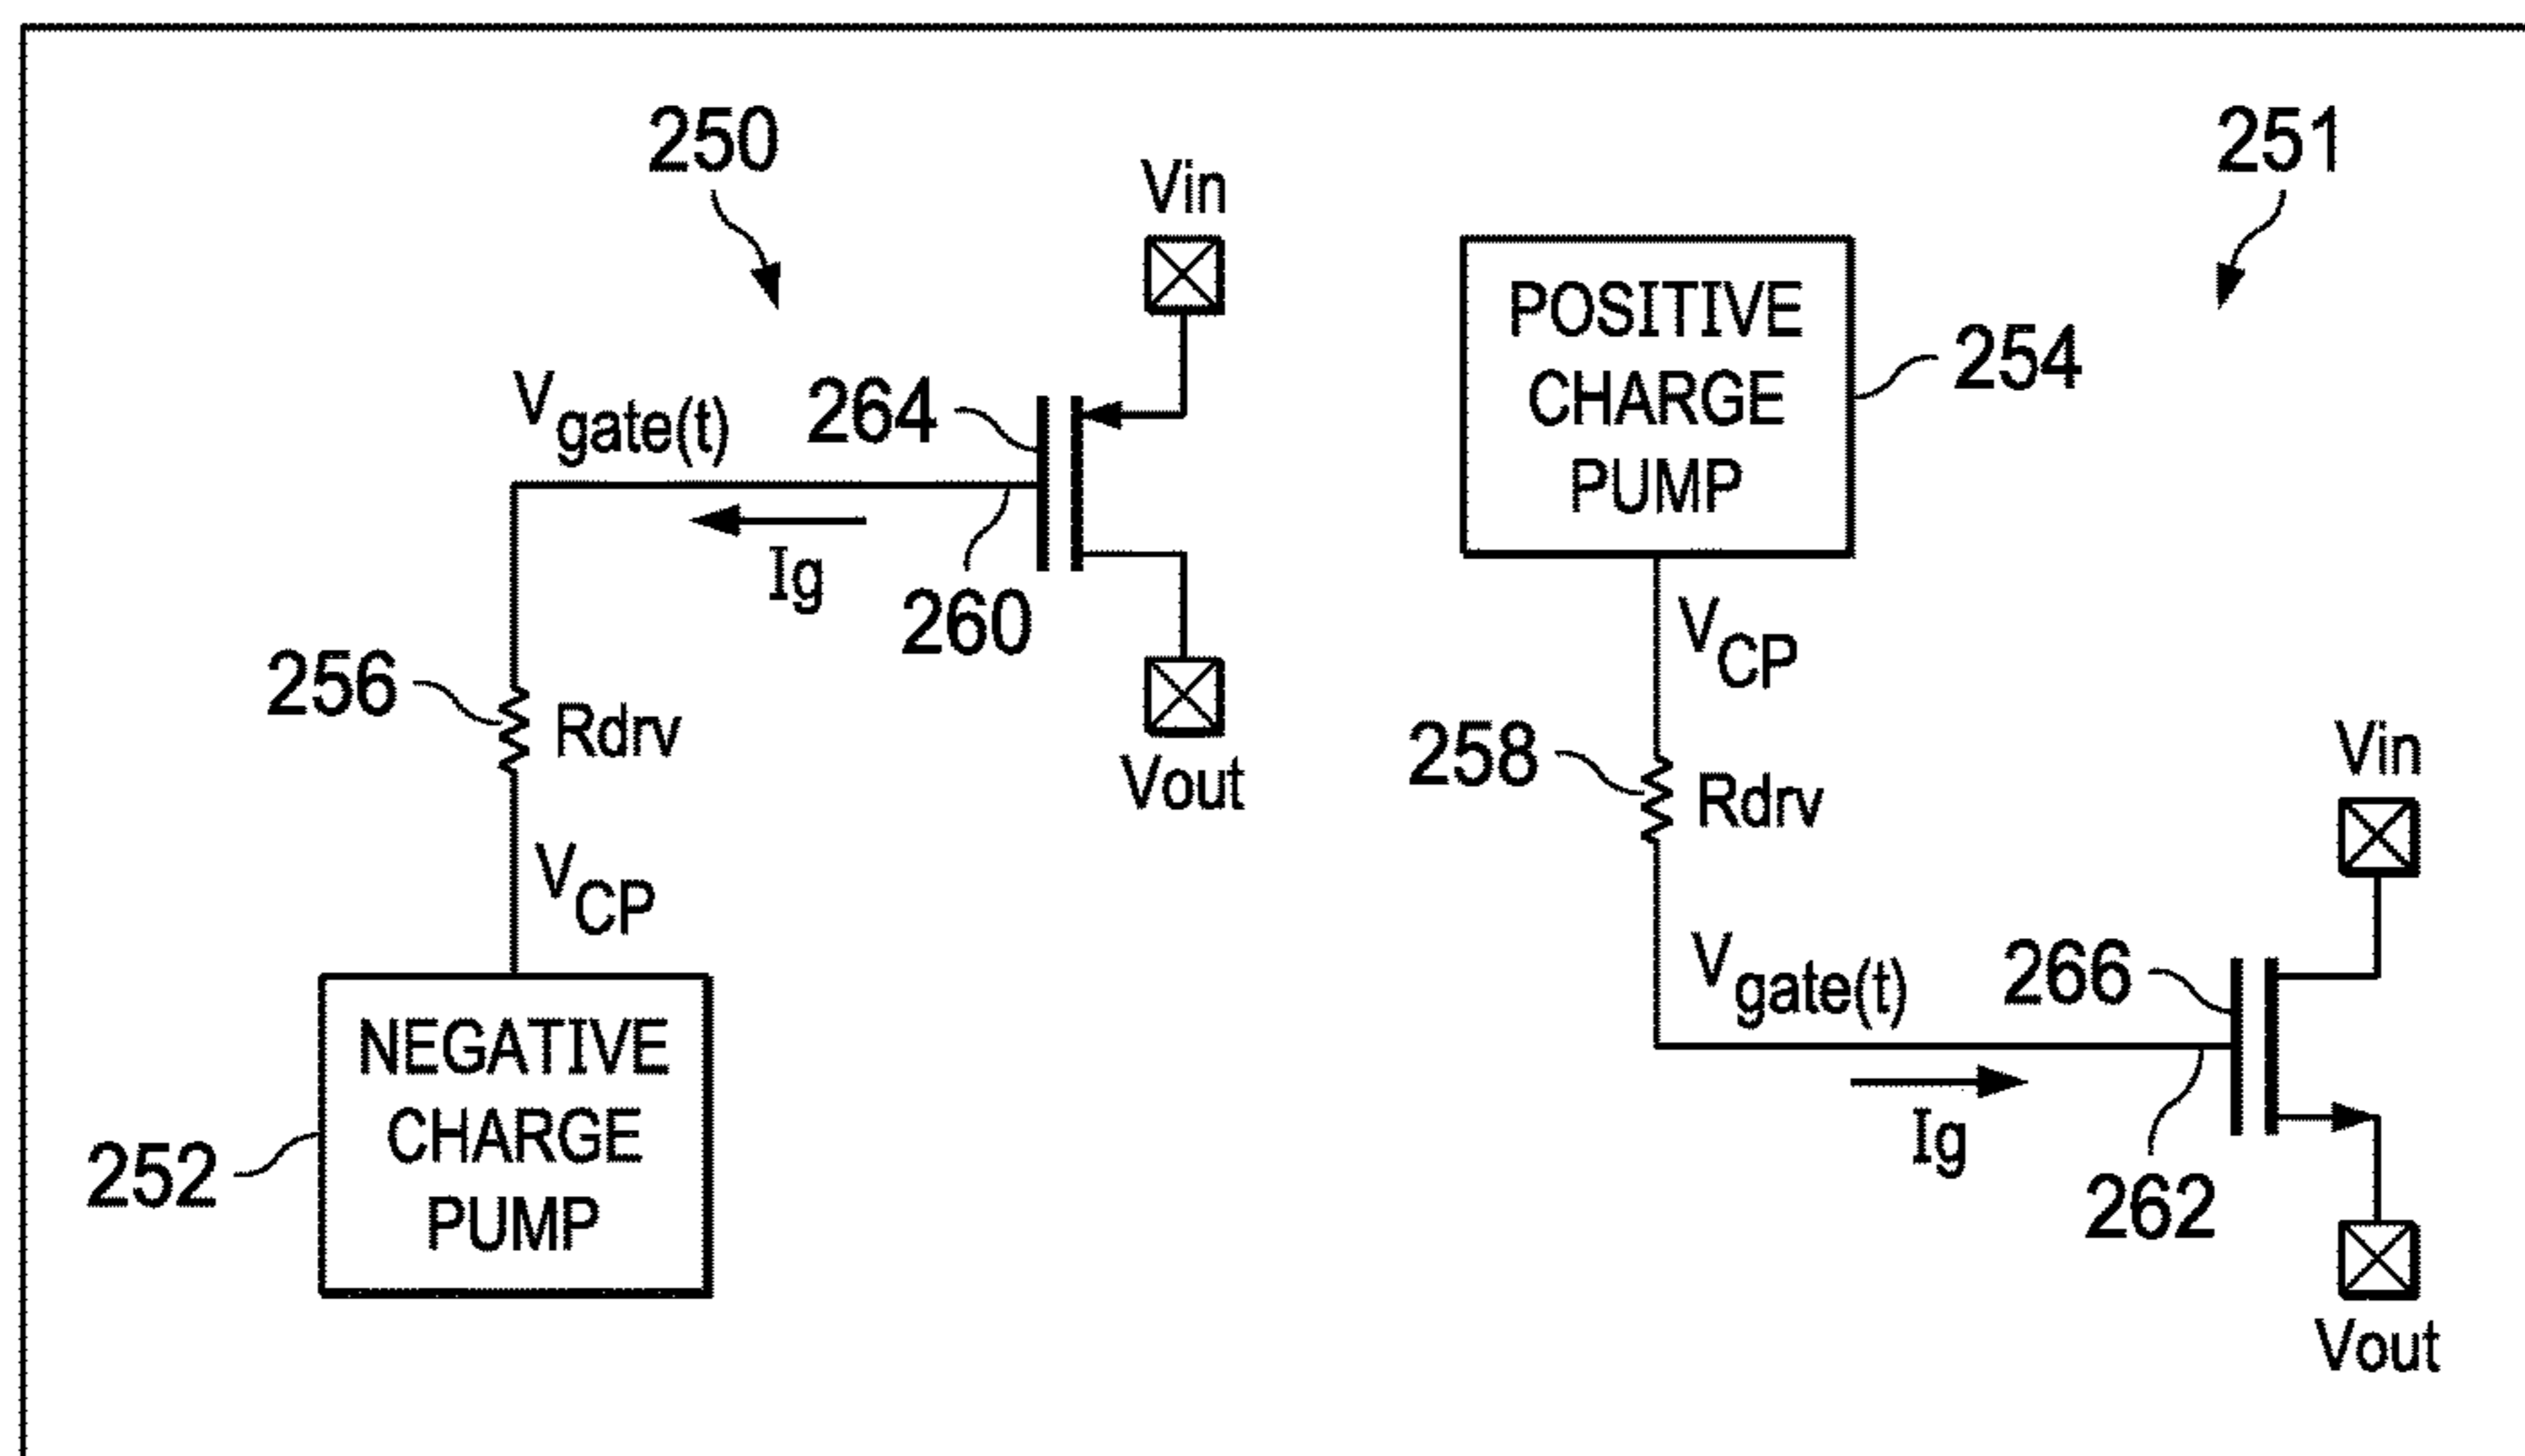 250
251
Vin
POSITIVE
CHARGE
PUMP
254
Vgate(t)
264
Ig
260
VCP
256
Rdrv
258
Rdrv
Vin
Vout
VCP
Vgate(t)
266
NEGATIVE
CHARGE
PUMP
252
Ig
262
Vout